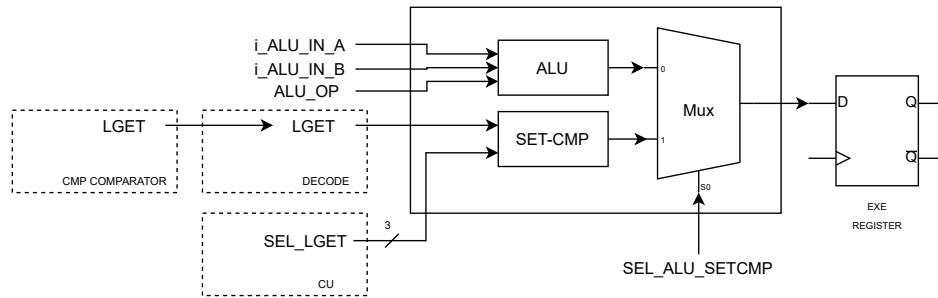 i_ALU_IN_A
i_ALU_IN_B
ALU_OP
ALU
0
Mux
D
Q
LGET
LGET
SET-CMP
1
Q
CMP COMPARATOR
DECODE
S0
EXE
REGISTER
3
SEL_LGET
CU
SEL_ALU_SETCMP